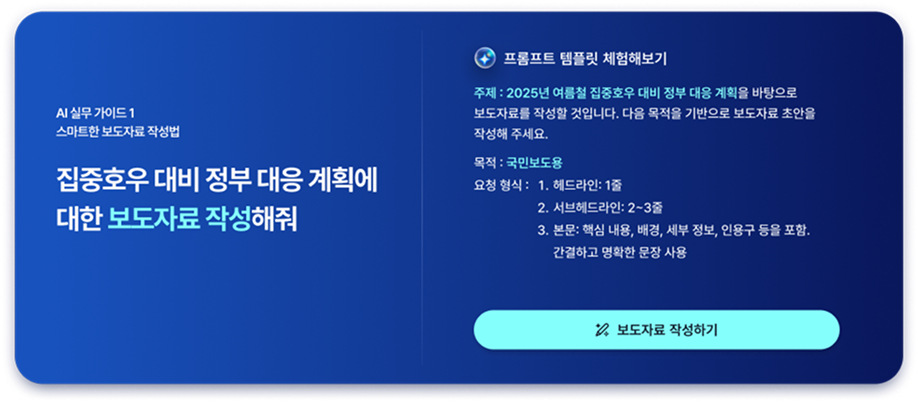 AI 실무 가이드 1
스마트한 보도자료 작성법
집중호우 대비 정부 대응 계획에
대한 보도자료 작성해줘
프롬프트 템플릿 체험해보기
주제 : 2025년 여름철 집중호우 대비 정부 대응 계획을 바탕으로
보도자료를 작성할 것입니다. 다음 목적을 기반으로 보도자료 초안을
작성해 주세요.
목적 : 국민보도용
요청 형식 : 1. 헤드라인: 1줄
2. 서브헤드라인: 2~3줄
3. 본문: 핵심 내용, 배경, 세부 정보, 인용구 등을 포함.
간결하고 명확한 문장 사용
보도자료 작성하기